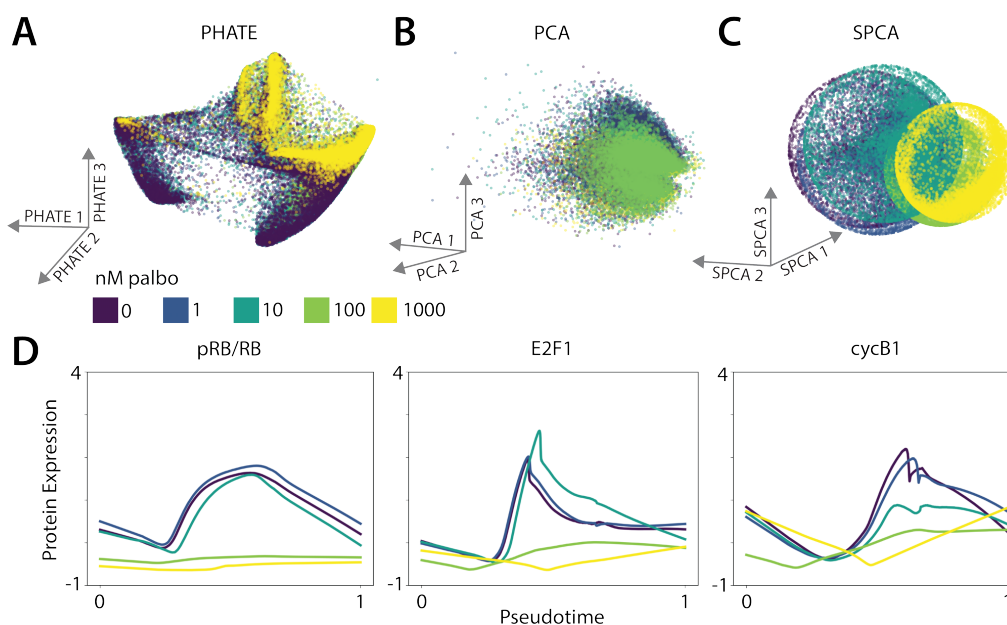 A PHATE
B PCA
C SPCA
PHATE 1
PHATE 2
PHATE 3
PCA 1
PCA 2
PCA 3
SPCA 2
SPCA 1
SPCA 3
nM palbo
0 1 10 100 1000
D pRB/RB E2F1 cycB1
Protein Expression
4
-1
0 1
4
-1
0 1
4
-1
0 1
Pseudotime